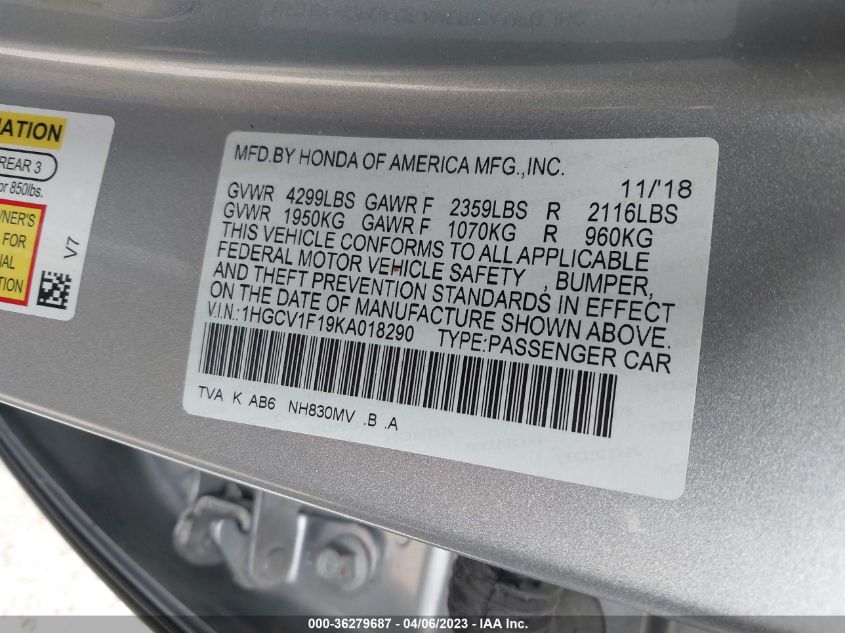 MATION
REAR 3
or 850lbs.
WNER'S
FOR
TION
V7
MFD.BY HONDA OF AMERICA MFG.,INC.
11/'18
GVWR 4299LBS GAWR F 2359LBS R 2116LBS
GVWR 1950KG GAWR F 1070KG R 960KG
THIS VEHICLE CONFORMS TO ALL APPLICABLE
FEDERAL MOTOR VEHICLE SAFETY , BUMPER,
AND THEFT PREVENTION STANDARDS IN EFFECT
ON THE DATE OF MANUFACTURE SHOWN ABOVE.
V.I.N.:1HGCV1F19KA018290 TYPE:PASSENGER CAR
TVA K AB6 NH830MV .B .A
000-36279687 - 04/06/2023 - IAA Inc.